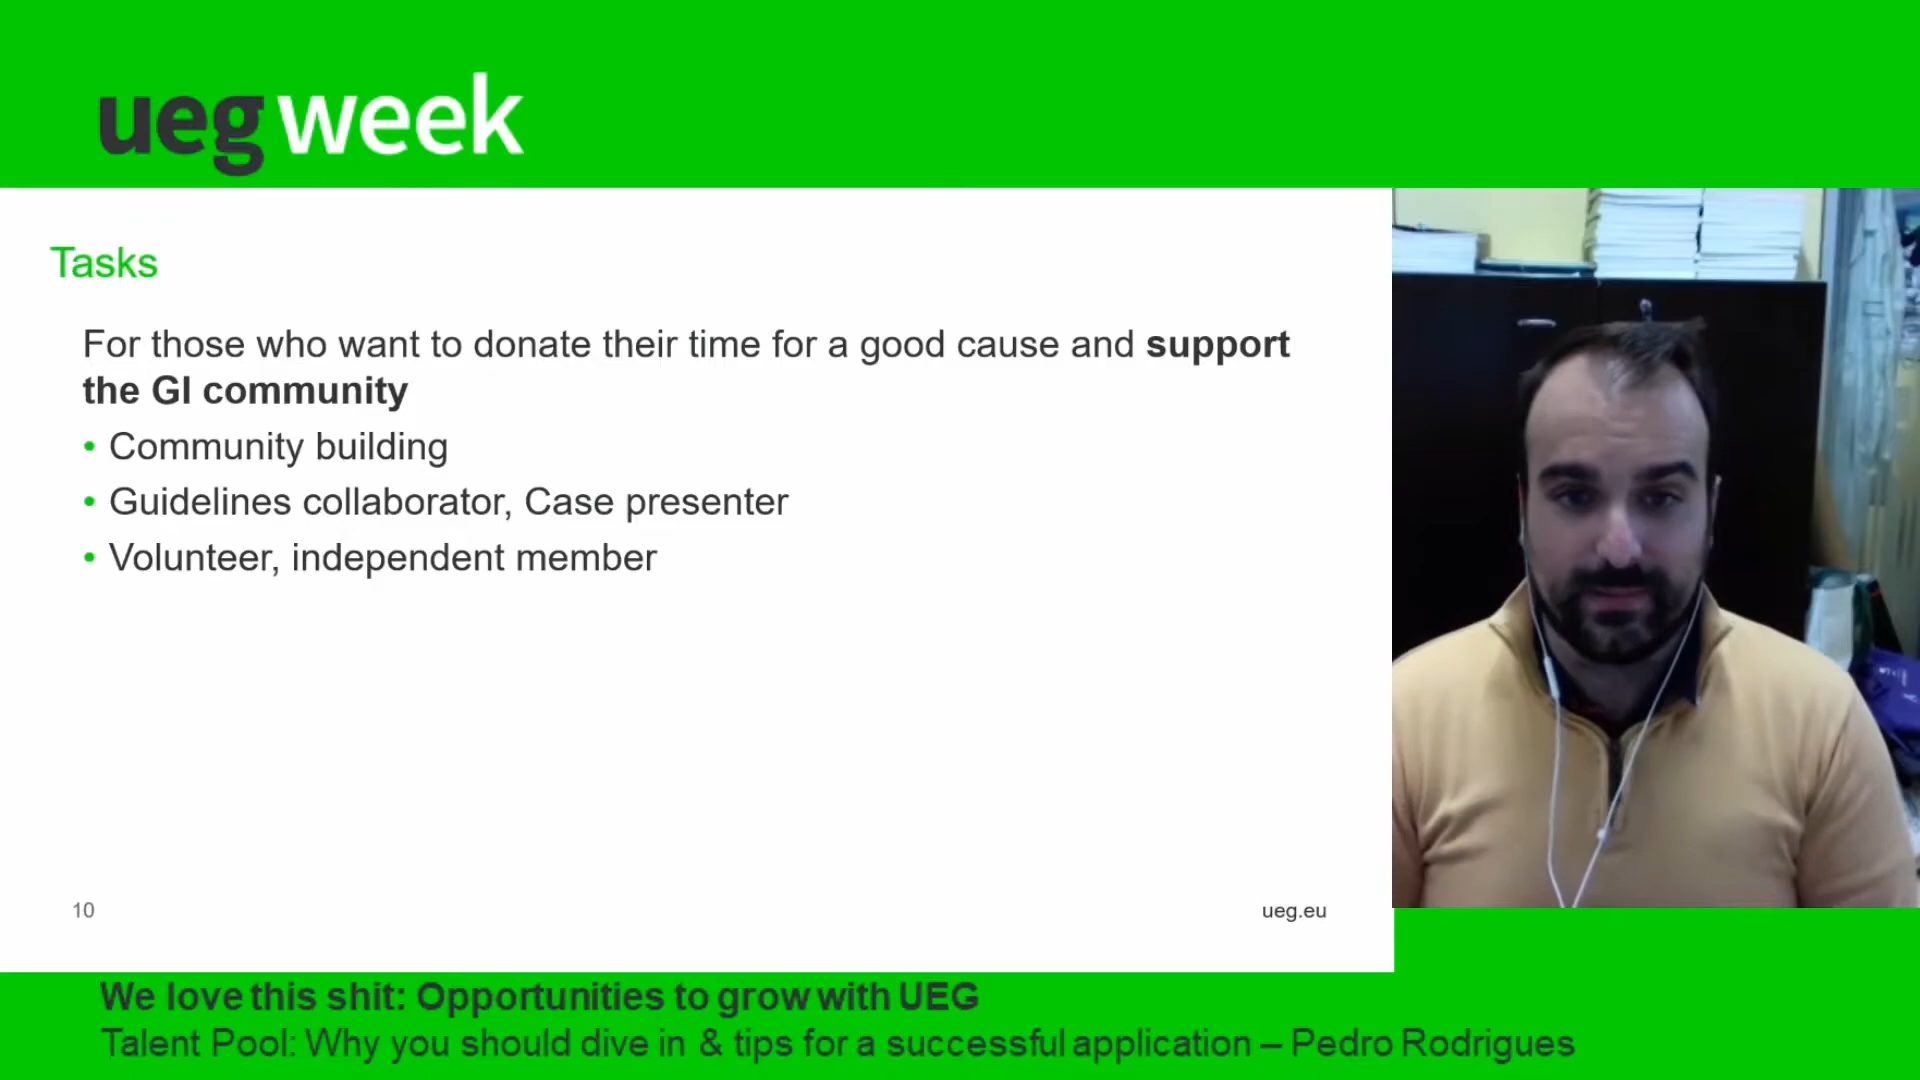 ueg week
Tasks
For those who want to donate their time for a good cause and support
the GI community
• Community building
• Guidelines collaborator, Case presenter
• Volunteer, independent member
10
ueg.eu
We love this shit: Opportunities to grow with UEG
Talent Pool: Why you should dive in & tips for a successful application – Pedro Rodrigues